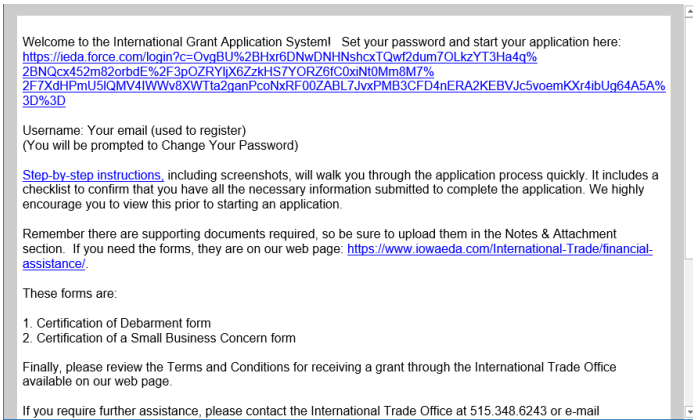 Welcome to the International Grant Application System!   Set your password and start your application here:
https://ieda.force.com/login?c=OvgBU%2BHxr6DNwDNHNshcxTQwf2dum7OLkzYT3Ha4q%
2BNQcx452m82orbdE%2F3pOZRYIjX6ZzkHS7YORZ6fC0xiNt0Mm8M7%
2F7XdHPmU5lQMV4IWWv8XWTta2ganPcoNxRF00ZABL7JvxPMB3CFD4nERA2KEBVJc5voemKXr4ibUg64A5A%
3D%3D
Username: Your email (used to register)
(You will be prompted to Change Your Password)
Step-by-step instructions, including screenshots, will walk you through the application process quickly. It includes a
checklist to confirm that you have all the necessary information submitted to complete the application. We highly
encourage you to view this prior to starting an application.
Remember there are supporting documents required, so be sure to upload them in the Notes & Attachment
section.  If you need the forms, they are on our web page: https://www.iowaeda.com/International-Trade/financial-
assistance/.
These forms are:
1. Certification of Debarment form
2. Certification of a Small Business Concern form
Finally, please review the Terms and Conditions for receiving a grant through the International Trade Office
available on our web page.
If you require further assistance, please contact the International Trade Office at 515.348.6243 or e-mail